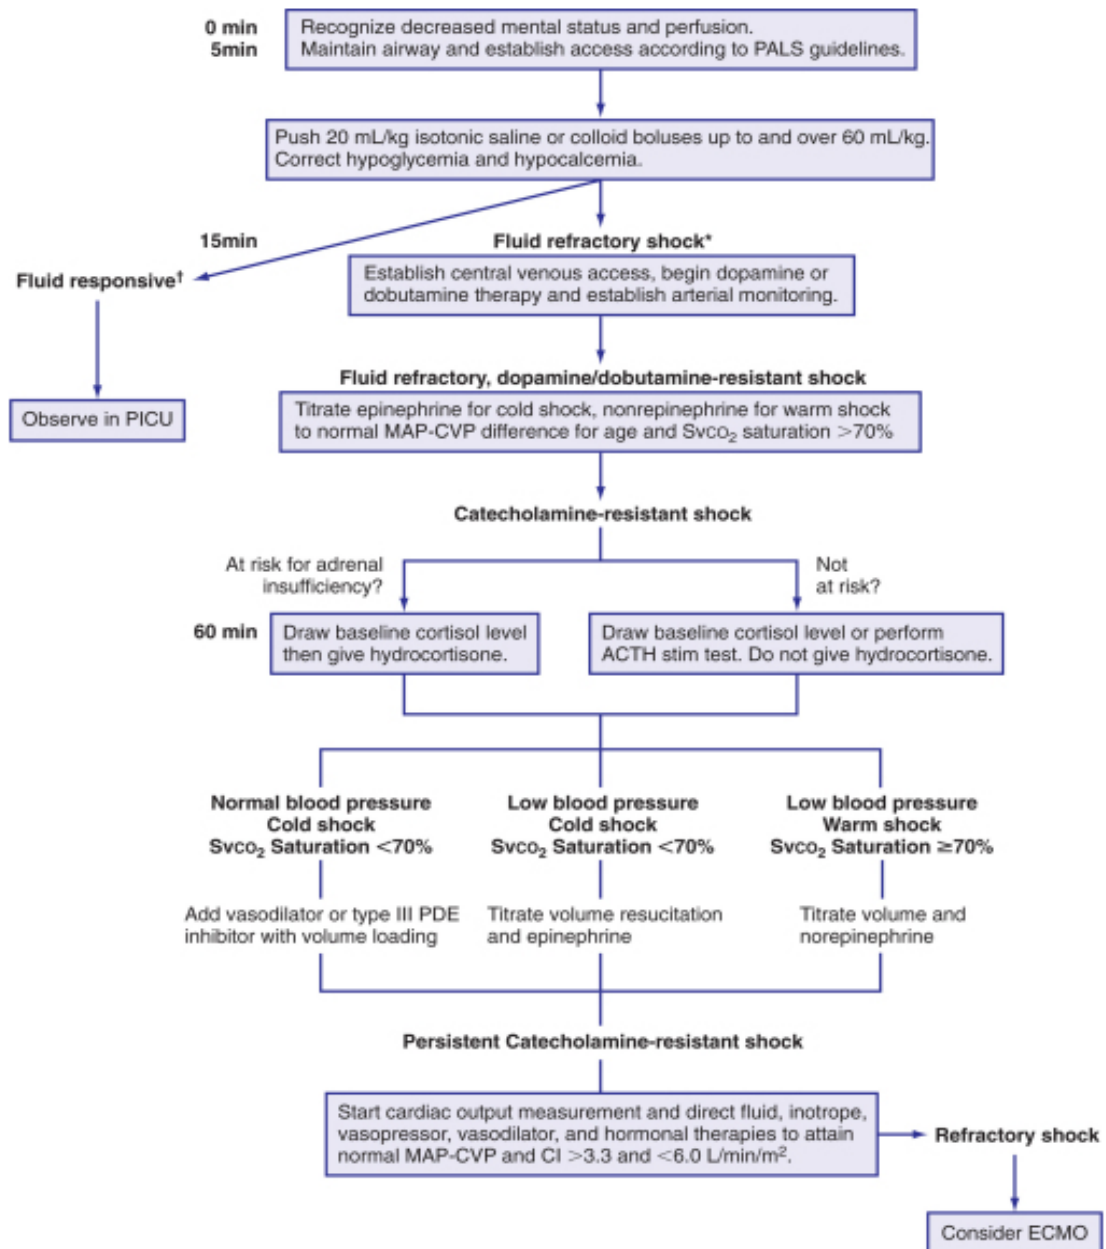 0 min
Recognize decreased mental status and perfusion.
5min
Maintain airway and establish access according to PALS guidelines.
Push 20 mL/kg isotonic saline or colloid boluses up to and over 60 mL/kg.
Correct hypoglycemia and hypocalcemia.
15min
Fluid refractory shock*
Fluid responsive†
Establish central venous access, begin dopamine or
dobutamine therapy and establish arterial monitoring.
Observe in PICU
Fluid refractory, dopamine/dobutamine-resistant shock
Titrate epinephrine for cold shock, nonrepinephrine for warm shock
to normal MAP-CVP difference for age and Svco₂ saturation >70%
Catecholamine-resistant shock
At risk for adrenal
insufficiency?
Not
at risk?
60 min
Draw baseline cortisol level
then give hydrocortisone.
Draw baseline cortisol level or perform
ACTH stim test. Do not give hydrocortisone.
Normal blood pressure
Cold shock
Svco₂ Saturation <70%
Low blood pressure
Cold shock
Svco₂ Saturation <70%
Low blood pressure
Warm shock
Svco₂ Saturation ≥70%
Add vasodilator or type III PDE
inhibitor with volume loading
Titrate volume resucitation
and epinephrine
Titrate volume and
norepinephrine
Persistent Catecholamine-resistant shock
Start cardiac output measurement and direct fluid, inotrope,
vasopressor, vasodilator, and hormonal therapies to attain
normal MAP-CVP and CI >3.3 and <6.0 L/min/m².
Refractory shock
Consider ECMO